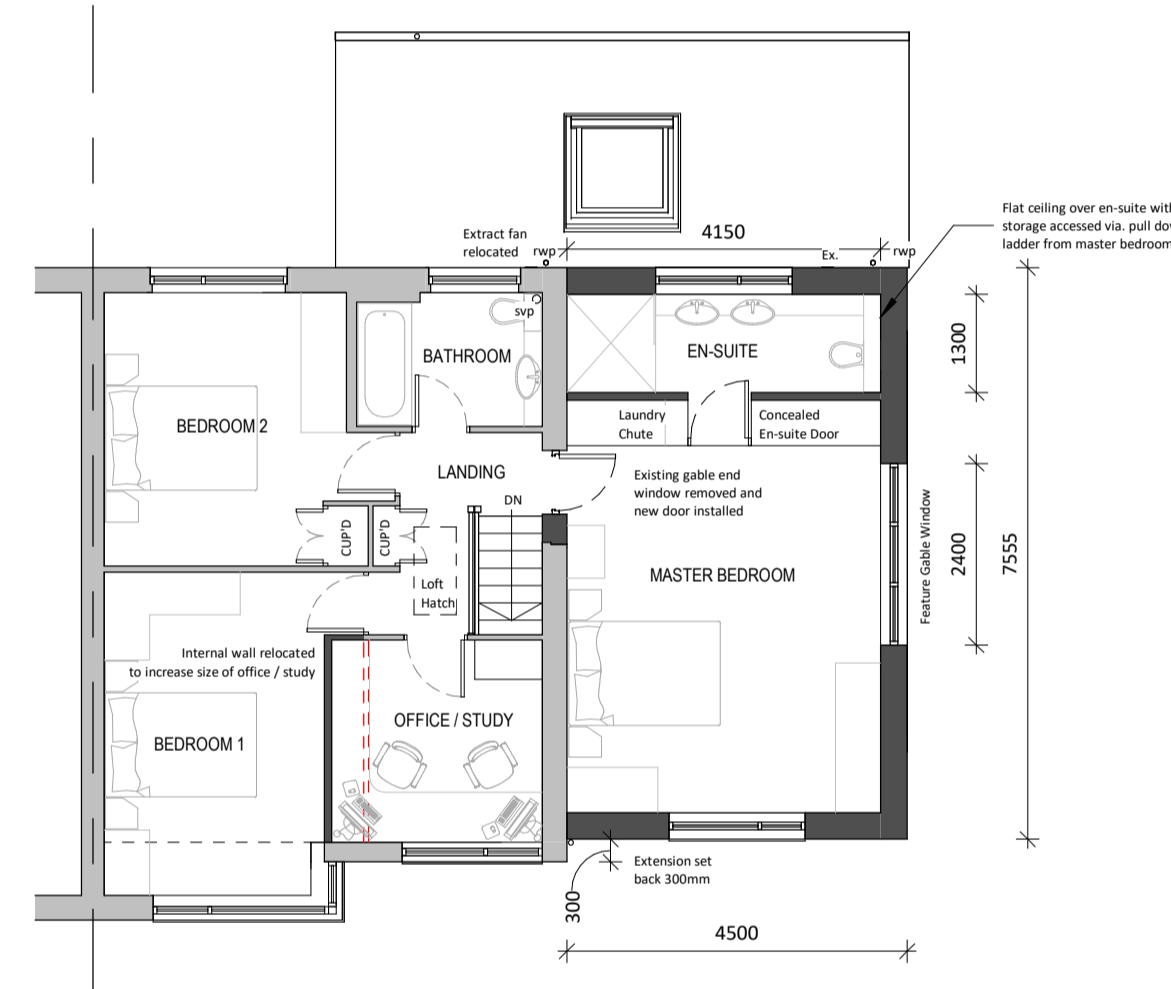 Flat ceiling over en-suite with
storage accessed via. pull
ladder from master bedroom
4150
Extract fan
relocated
rwp
Ex.
rwp
svp
BATHROOM
EN-SUITE
1300
BEDROOM 2
Laundry
Chute
Concealed
En-suite Door
LANDING
DN
Existing gable end
window removed and
new door installed
CUP'D
CUP'D
Loft
Hatch
MASTER BEDROOM
Feature Gable Window
2400
7555
Internal wall relocated
to increase size of office / study
OFFICE / STUDY
BEDROOM 1
Extension set
back 300mm
300
4500